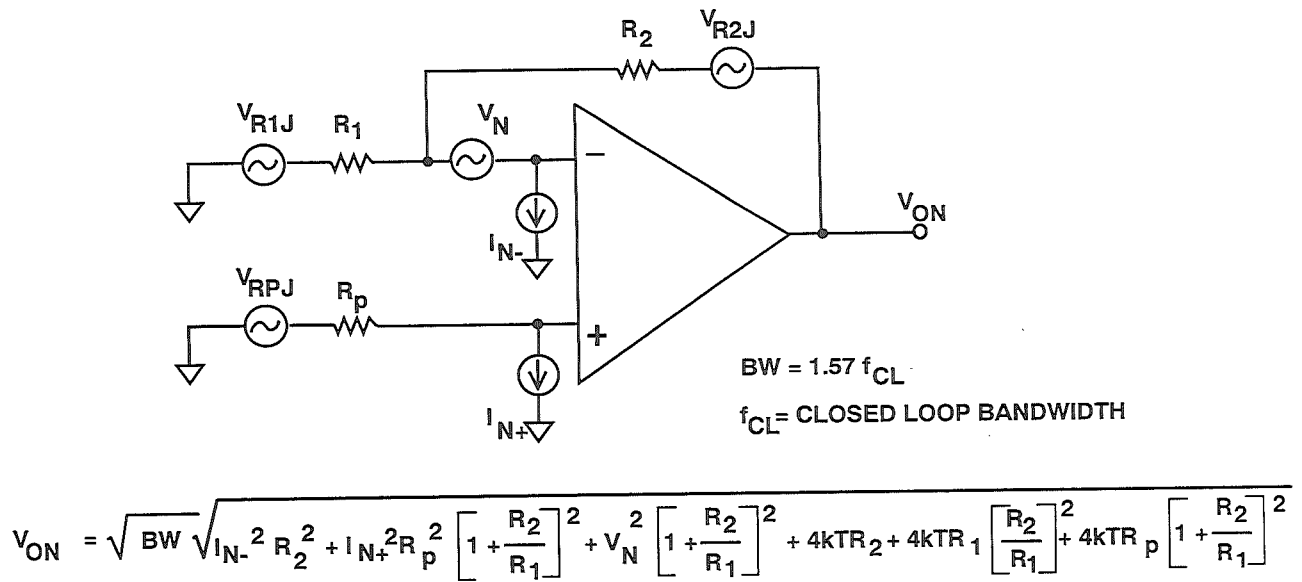 R2 VR2J
VR1J R1 VN
−
IN-
VON
VRPJ Rp
+
IN+
BW = 1.57 fCL
fCL= CLOSED LOOP BANDWIDTH
VON = √BW √IN-² R2² + IN+² Rp² [1 + R2/R1]² + VN² [1 + R2/R1]² + 4kTR2 + 4kTR1 [R2/R1]² + 4kTRp [1 + R2/R1]²